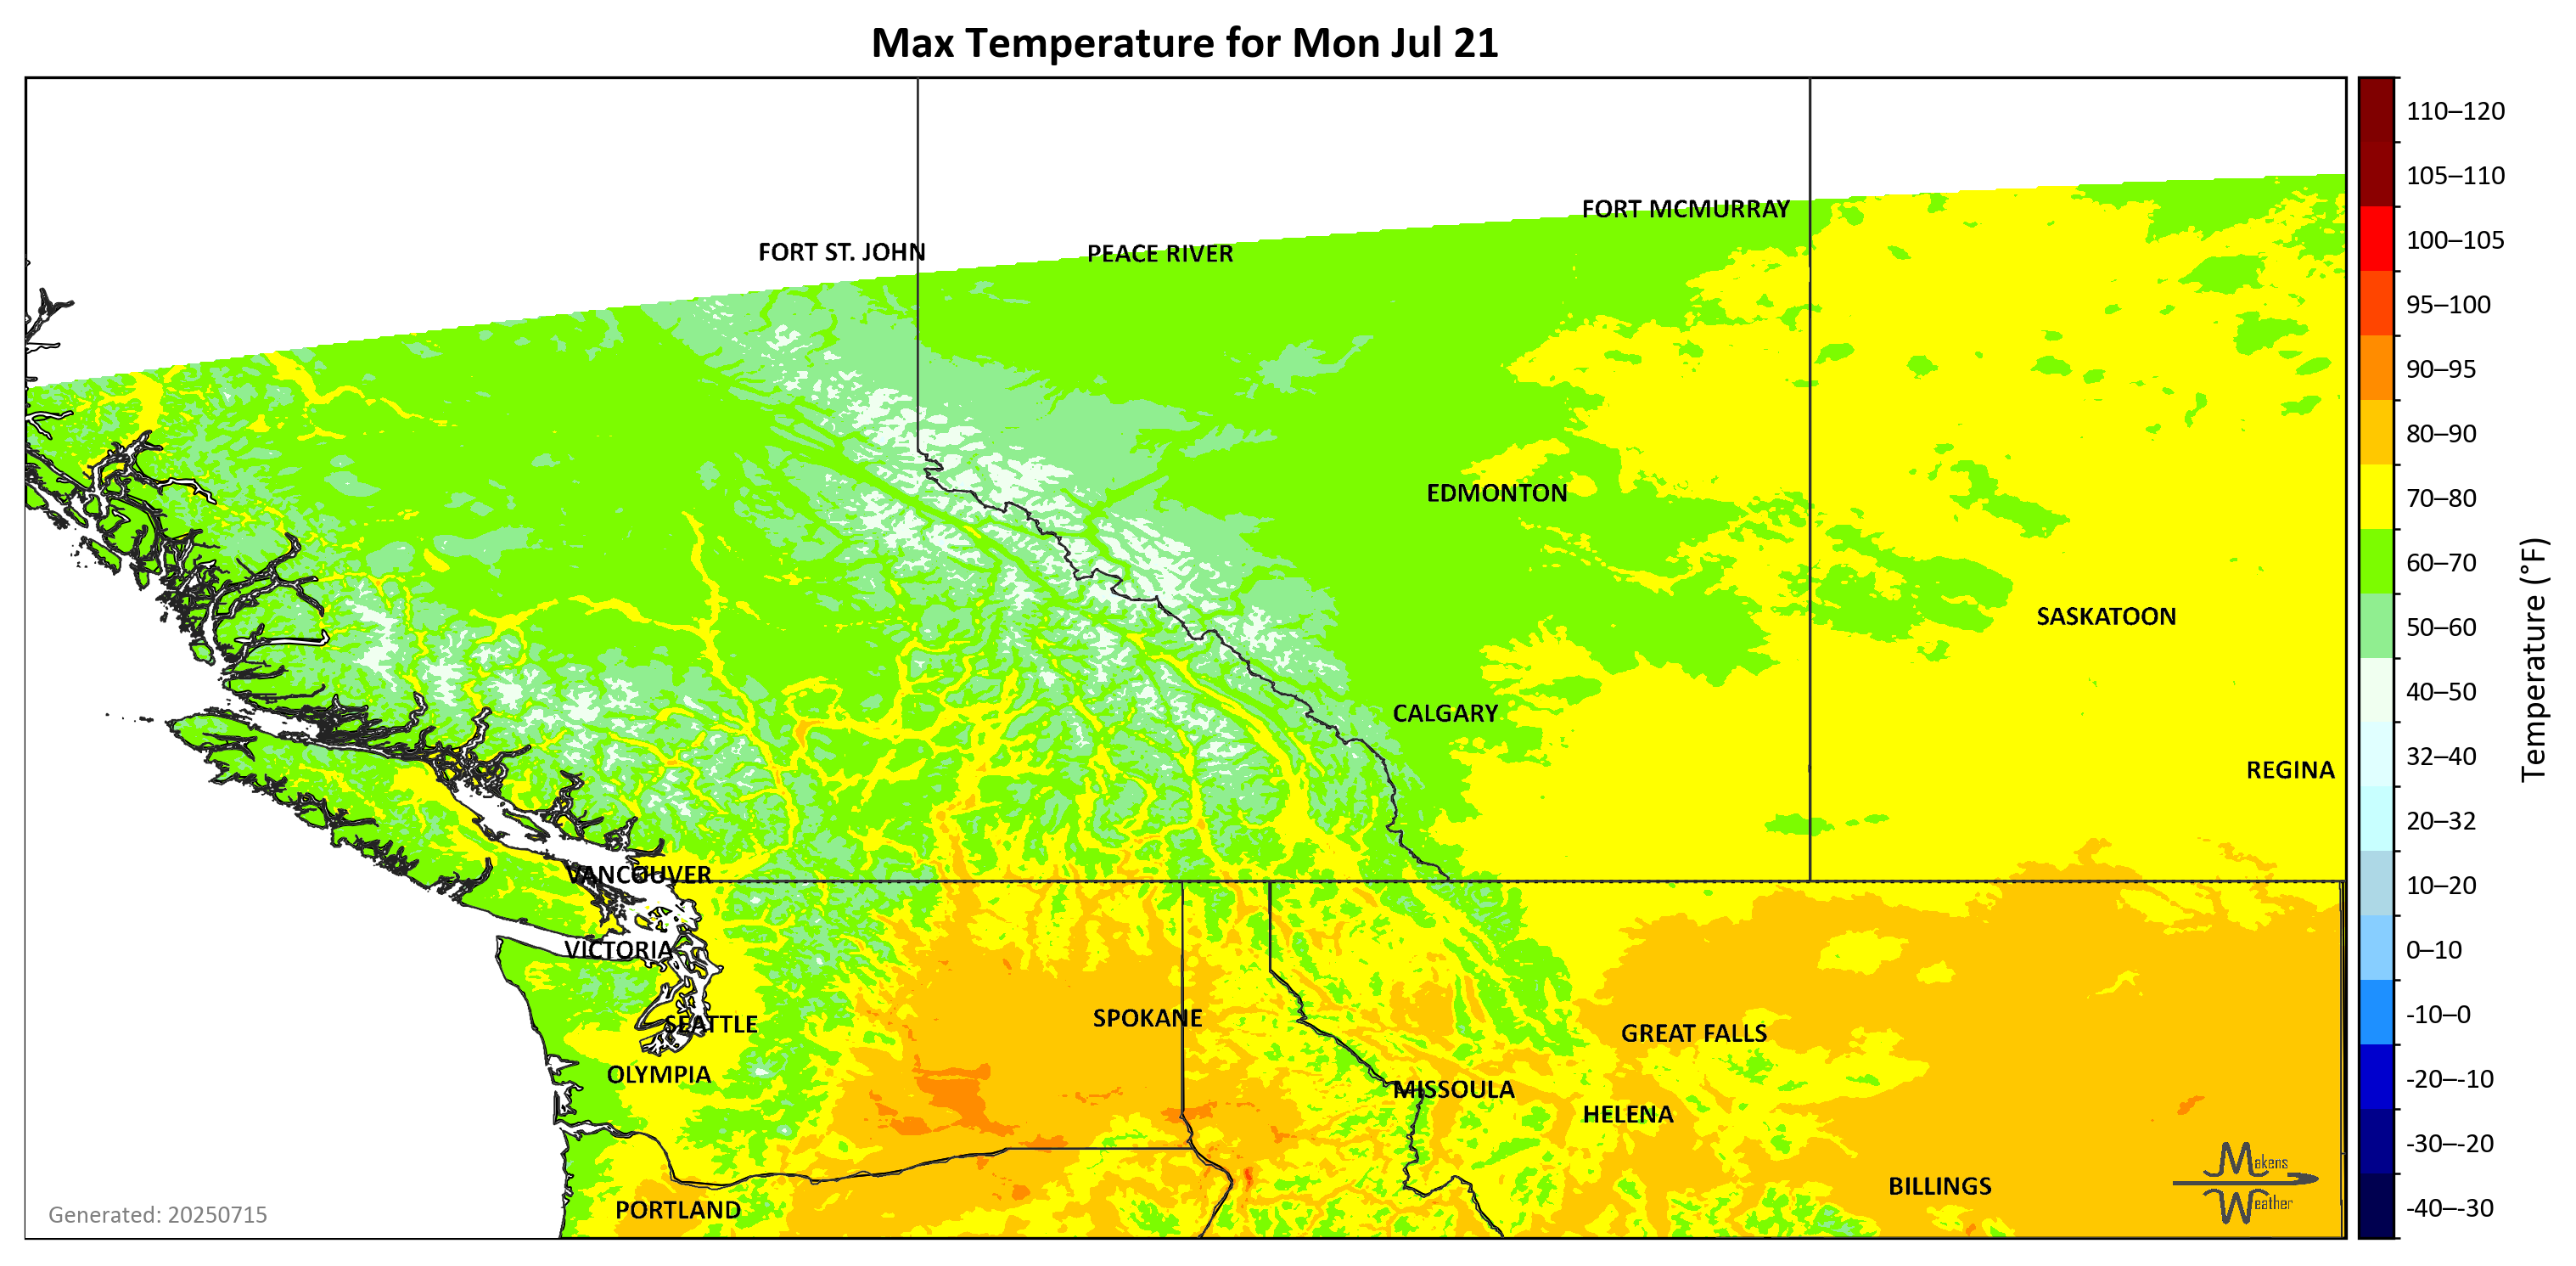 Max Temperature for Mon Jul 21
FORT MCMURRAY
FORT ST. JOHN
PEACE RIVER
EDMONTON
SASKATOON
CALGARY
REGINA
VANCOUVER
VICTORIA
SEATTLE
SPOKANE
GREAT FALLS
OLYMPIA
MISSOULA
HELENA
BILLINGS
PORTLAND
Makens
Weather
Generated: 20250715
110–120
105–110
100–105
95–100
90–95
80–90
70–80
60–70
50–60
40–50
32–40
20–32
10–20
0–10
-10–0
-20–-10
-30–-20
-40–-30
Temperature (°F)